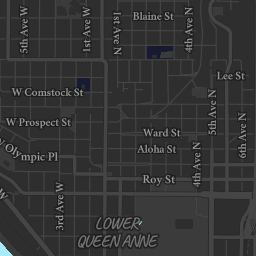 Blaine St
5th Ave W
1st Ave W
1st Ave N
4th Ave N
Lee St
W Comstock St
5th Ave N
6th Ave N
W Prospect St
Ward St
Aloha St
W Olympic Pl
4th Ave N
Roy St
3rd Ave W
W
LOWER
QUEEN ANNE